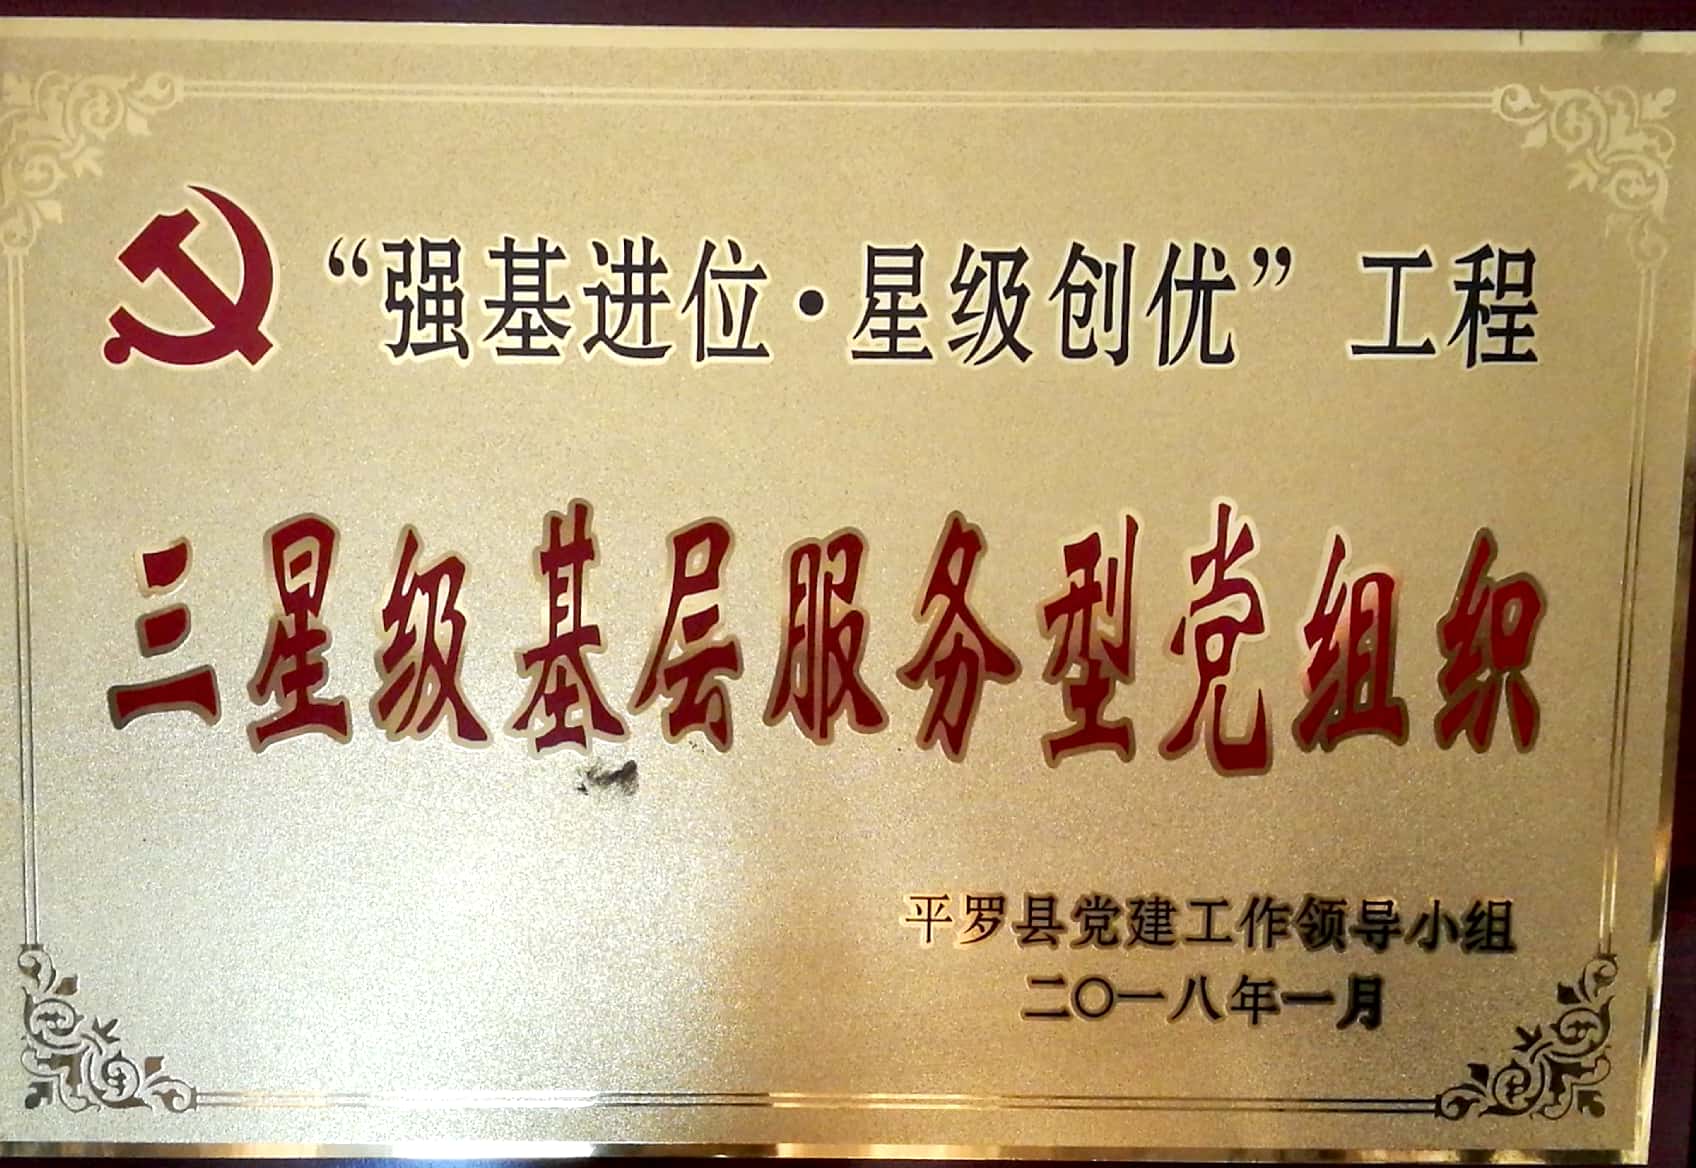 “强基进位·星级创优”工程
三星级基层服务型党组织
平罗县党建工作领导小组
二〇一八年一月